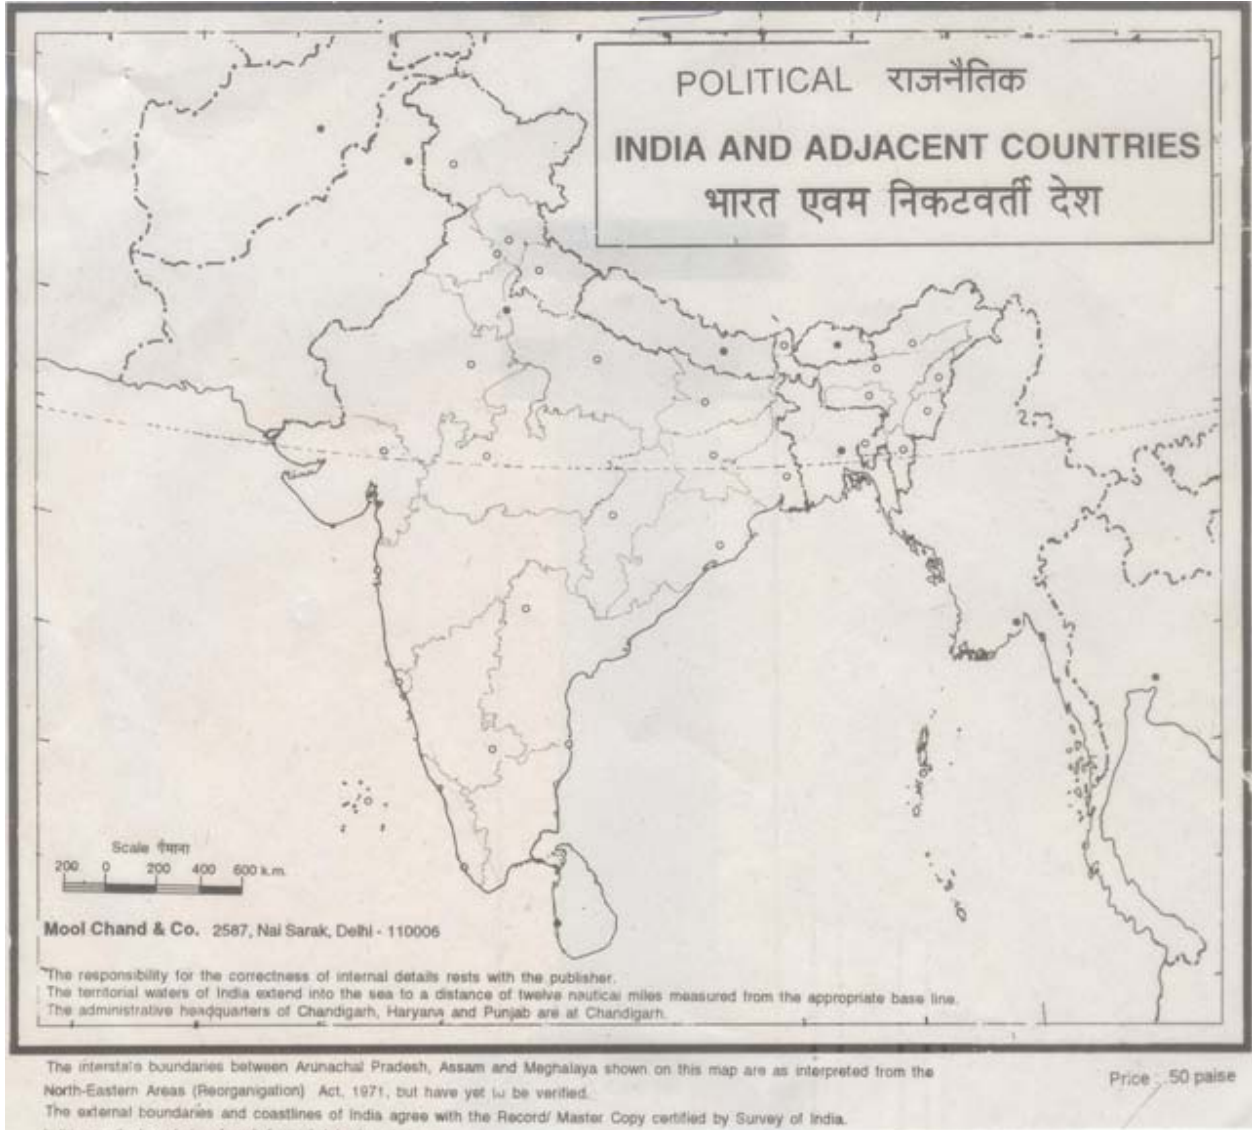 POLITICAL राजनैतिक
INDIA AND ADJACENT COUNTRIES
भारत एवम निकटवर्ती देश
Scale पैमाना
200 0 200 400 600 k.m.
Mool Chand & Co. 2587, Nai Sarak, Delhi - 110006
The responsibility for the correctness of internal details rests with the publisher.
The territorial waters of India extend into the sea to a distance of twelve nautical miles measured from the appropriate base line.
The administrative headquarters of Chandigarh, Haryana and Punjab are at Chandigarh.
The interstate boundaries between Arunachal Pradesh, Assam and Meghalaya shown on this map are as interpreted from the
North-Eastern Areas (Reorganigation) Act, 1971, but have yet to be verified.
The external boundaries and coastlines of India agree with the Record/ Master Copy certified by Survey of India.
Price : .50 paise